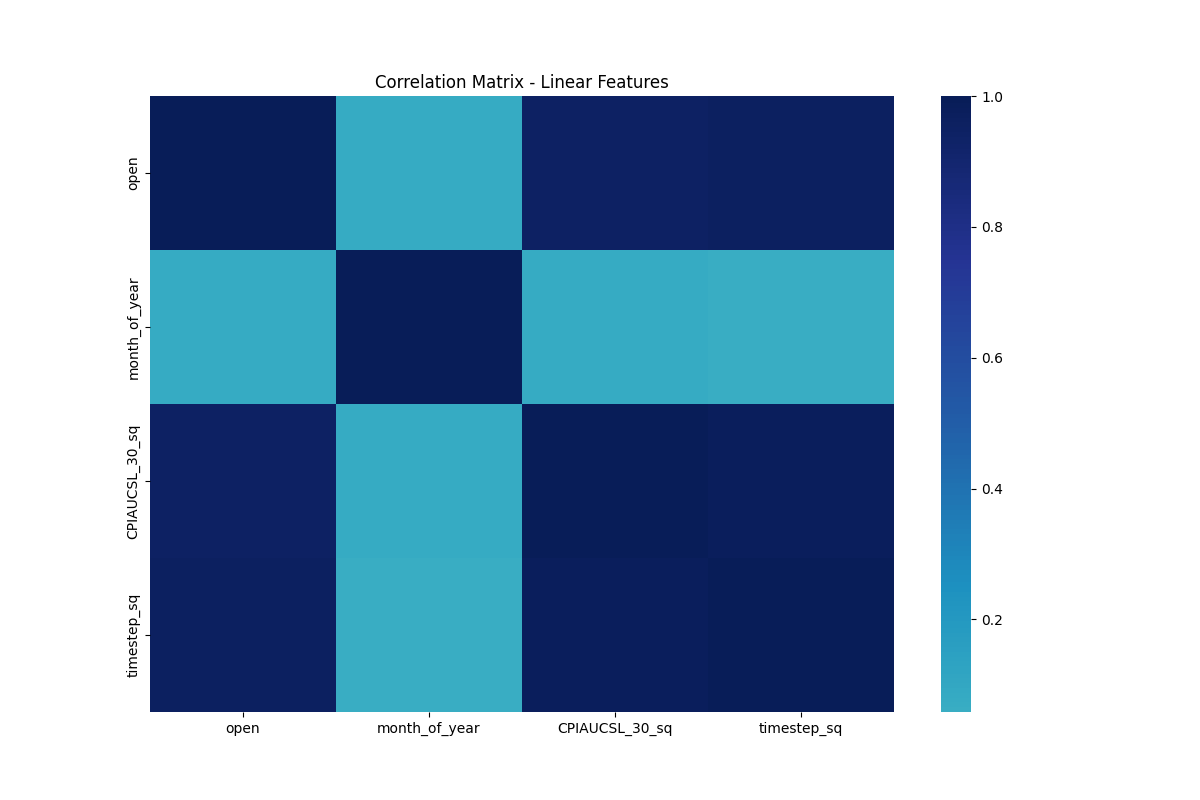 Correlation Matrix - Linear Features
open
month_of_year
CPIAUCSL_30_sq
timestep_sq
open
month_of_year
CPIAUCSL_30_sq
timestep_sq
1.0
0.8
0.6
0.4
0.2